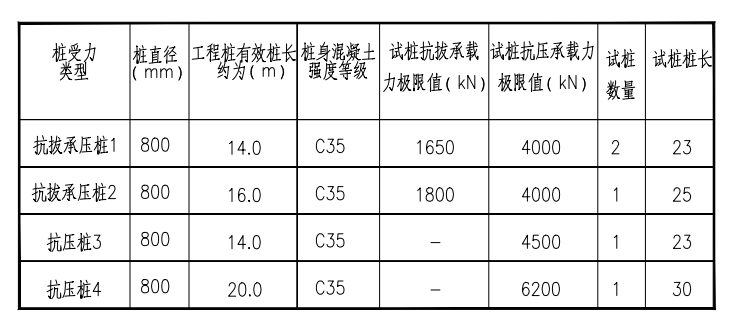 桩受力类型 桩直径(mm) 工程桩有效桩长约为(m) 桩身混凝土强度等级 试桩抗拔承载力极限值(kN) 试桩抗压承载力极限值(kN) 试桩数量 试桩桩长
抗拔承压桩1 800 14.0 C35 1650 4000 2 23
抗拔承压桩2 800 16.0 C35 1800 4000 1 25
抗压桩3 800 14.0 C35 - 4500 1 23
抗压桩4 800 20.0 C35 - 6200 1 30